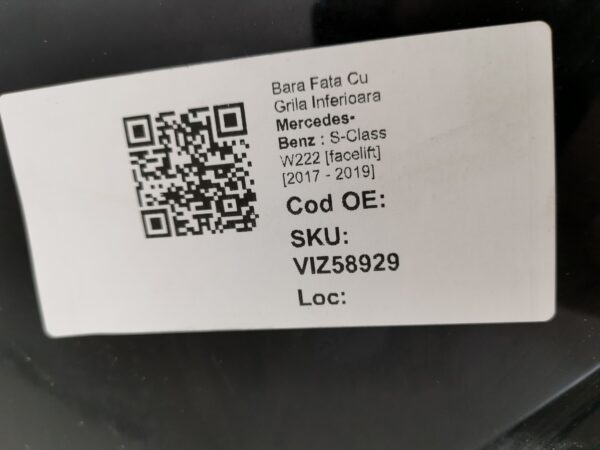 Bara Fata Cu
Grila Inferioara
Mercedes-
Benz : S-Class
W222 [facelift]
[2017 - 2019]
Cod OE:
SKU:
VIZ58929
Loc: